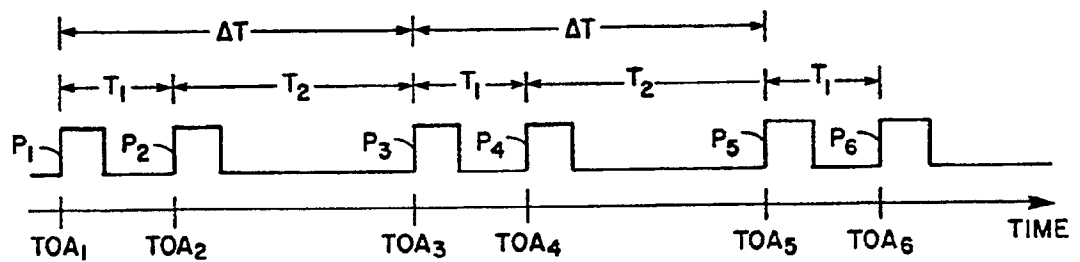 ΔT ΔT
T₁ T₂ T₁ T₂ T₁
P₁ P₂ P₃ P₄ P₅ P₆
TOA₁ TOA₂ TOA₃ TOA₄ TOA₅ TOA₆ TIME